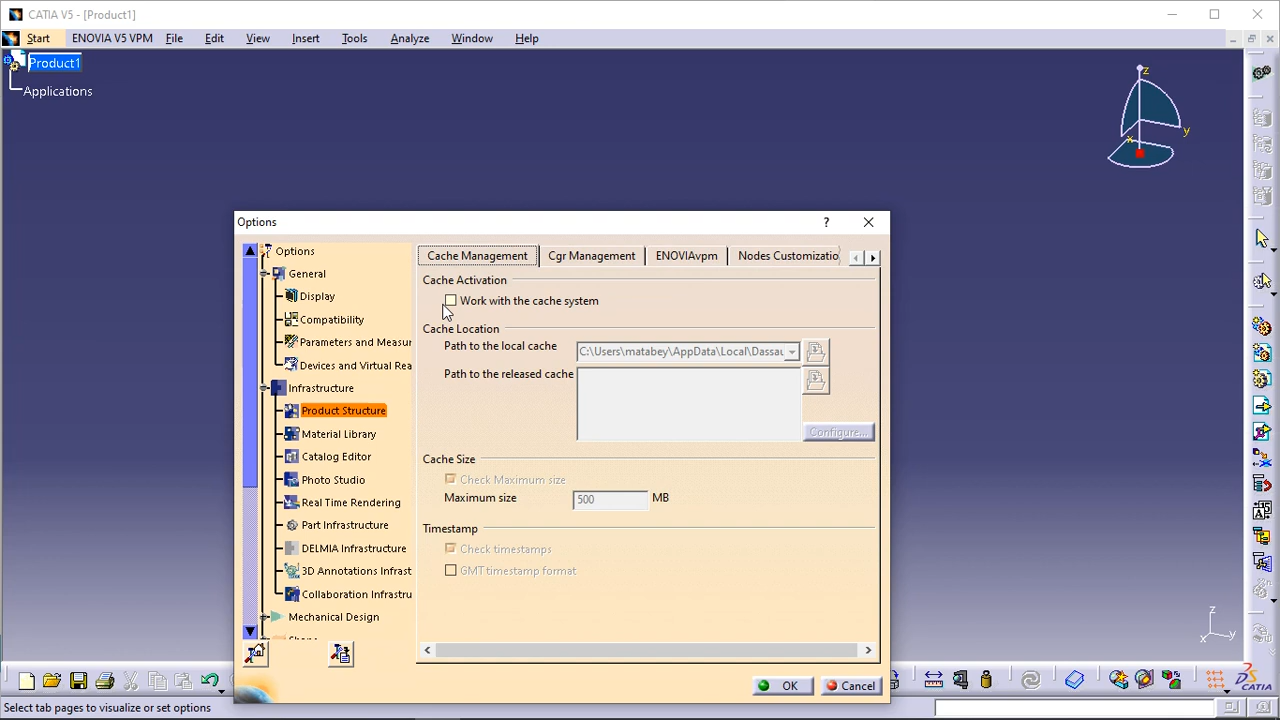 CATIA V5 - [Product1]
Start ENOVIA V5 VPM File Edit View Insert Tools Analyze Window Help
Product1
Applications
z
y
x
Options ?
Options
General
Display
Compatibility
Parameters and Measur
Devices and Virtual Rea
Infrastructure
Product Structure
Material Library
Catalog Editor
Photo Studio
Real Time Rendering
Part Infrastructure
DELMIA Infrastructure
3D Annotations Infrast
Collaboration Infrastru
Mechanical Design
Cache Management Cgr Management ENOVIAvpm Nodes Customizatio
Cache Activation
Work with the cache system
Cache Location
Path to the local cache C:\Users\matabey\AppData\Local\Dassau
Path to the released cache
Configure...
Cache Size
Check Maximum size
Maximum size 500 MB
Timestamp
Check timestamps
GMT timestamp format
OK Cancel
z
x y
CATIA
Select tab pages to visualize or set options